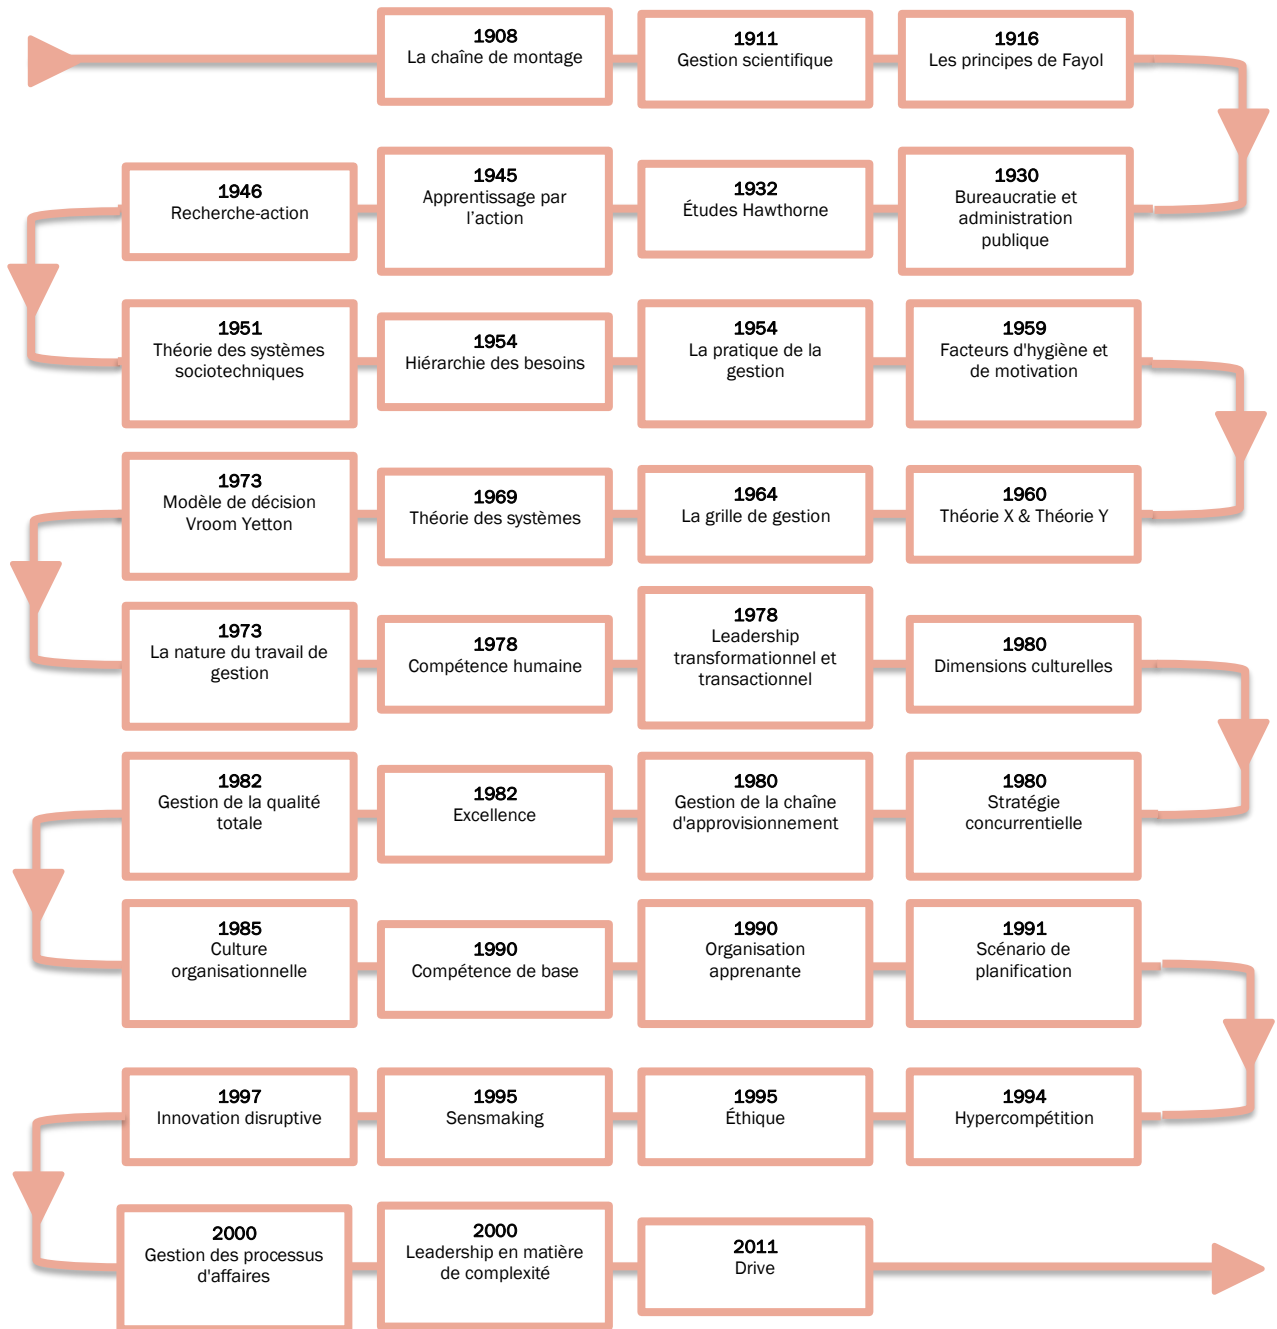 1908
La chaîne de montage
1911
Gestion scientifique
1916
Les principes de Fayol
1930
Bureaucratie et
administration
publique
1932
Études Hawthorne
1945
Apprentissage par
l’action
1946
Recherche-action
1951
Théorie des systèmes
sociotechniques
1954
Hiérarchie des besoins
1954
La pratique de la
gestion
1959
Facteurs d'hygiène et
de motivation
1960
Théorie X & Théorie Y
1964
La grille de gestion
1969
Théorie des systèmes
1973
Modèle de décision
Vroom Yetton
1973
La nature du travail de
gestion
1978
Compétence humaine
1978
Leadership
transformationnel et
transactionnel
1980
Dimensions culturelles
1980
Stratégie
concurrentielle
1980
Gestion de la chaîne
d'approvisionnement
1982
Excellence
1982
Gestion de la qualité
totale
1985
Culture
organisationnelle
1990
Compétence de base
1990
Organisation
apprenante
1991
Scénario de
planification
1994
Hypercompétition
1995
Éthique
1995
Sensmaking
1997
Innovation disruptive
2000
Gestion des processus
d'affaires
2000
Leadership en matière
de complexité
2011
Drive